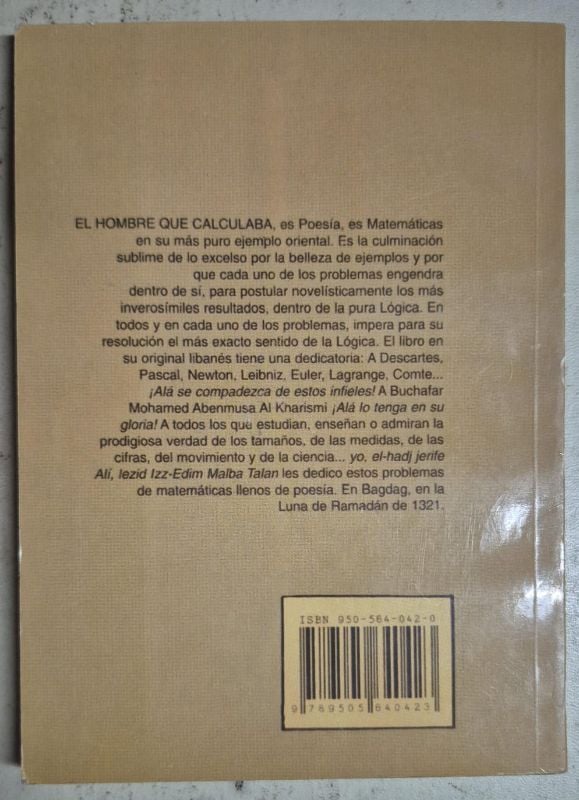 EL HOMBRE QUE CALCULABA, es Poesía, es Matemáticas
en su más puro ejemplo oriental. Es la culminación
sublime de lo excelso por la belleza de ejemplos y por
que cada uno de los problemas engendra
dentro de sí, para postular novelísticamente los más
inverosímiles resultados, dentro de la pura Lógica. En
todos y en cada uno de los problemas, impera para su
resolución el más exacto sentido de la Lógica. El libro en
su original libanés tiene una dedicatoria: A Descartes,
Pascal, Newton, Leibniz, Euler, Lagrange, Comte...
¡Alá se compadezca de estos infieles! A Buchafar
Mohamed Abenmusa Al Kharismi ¡Alá lo tenga en su
gloria! A todos los que estudian, enseñan o admiran la
prodigiosa verdad de los tamaños, de las medidas, de las
cifras, del movimiento y de la ciencia... yo, el-hadj jerife
Alí, Iezid Izz-Edim Malba Talan les dedico estos problemas
de matemáticas llenos de poesía. En Bagdag, en la
Luna de Ramadán de 1321.
ISBN 950-584-042-0
9 789505 840423